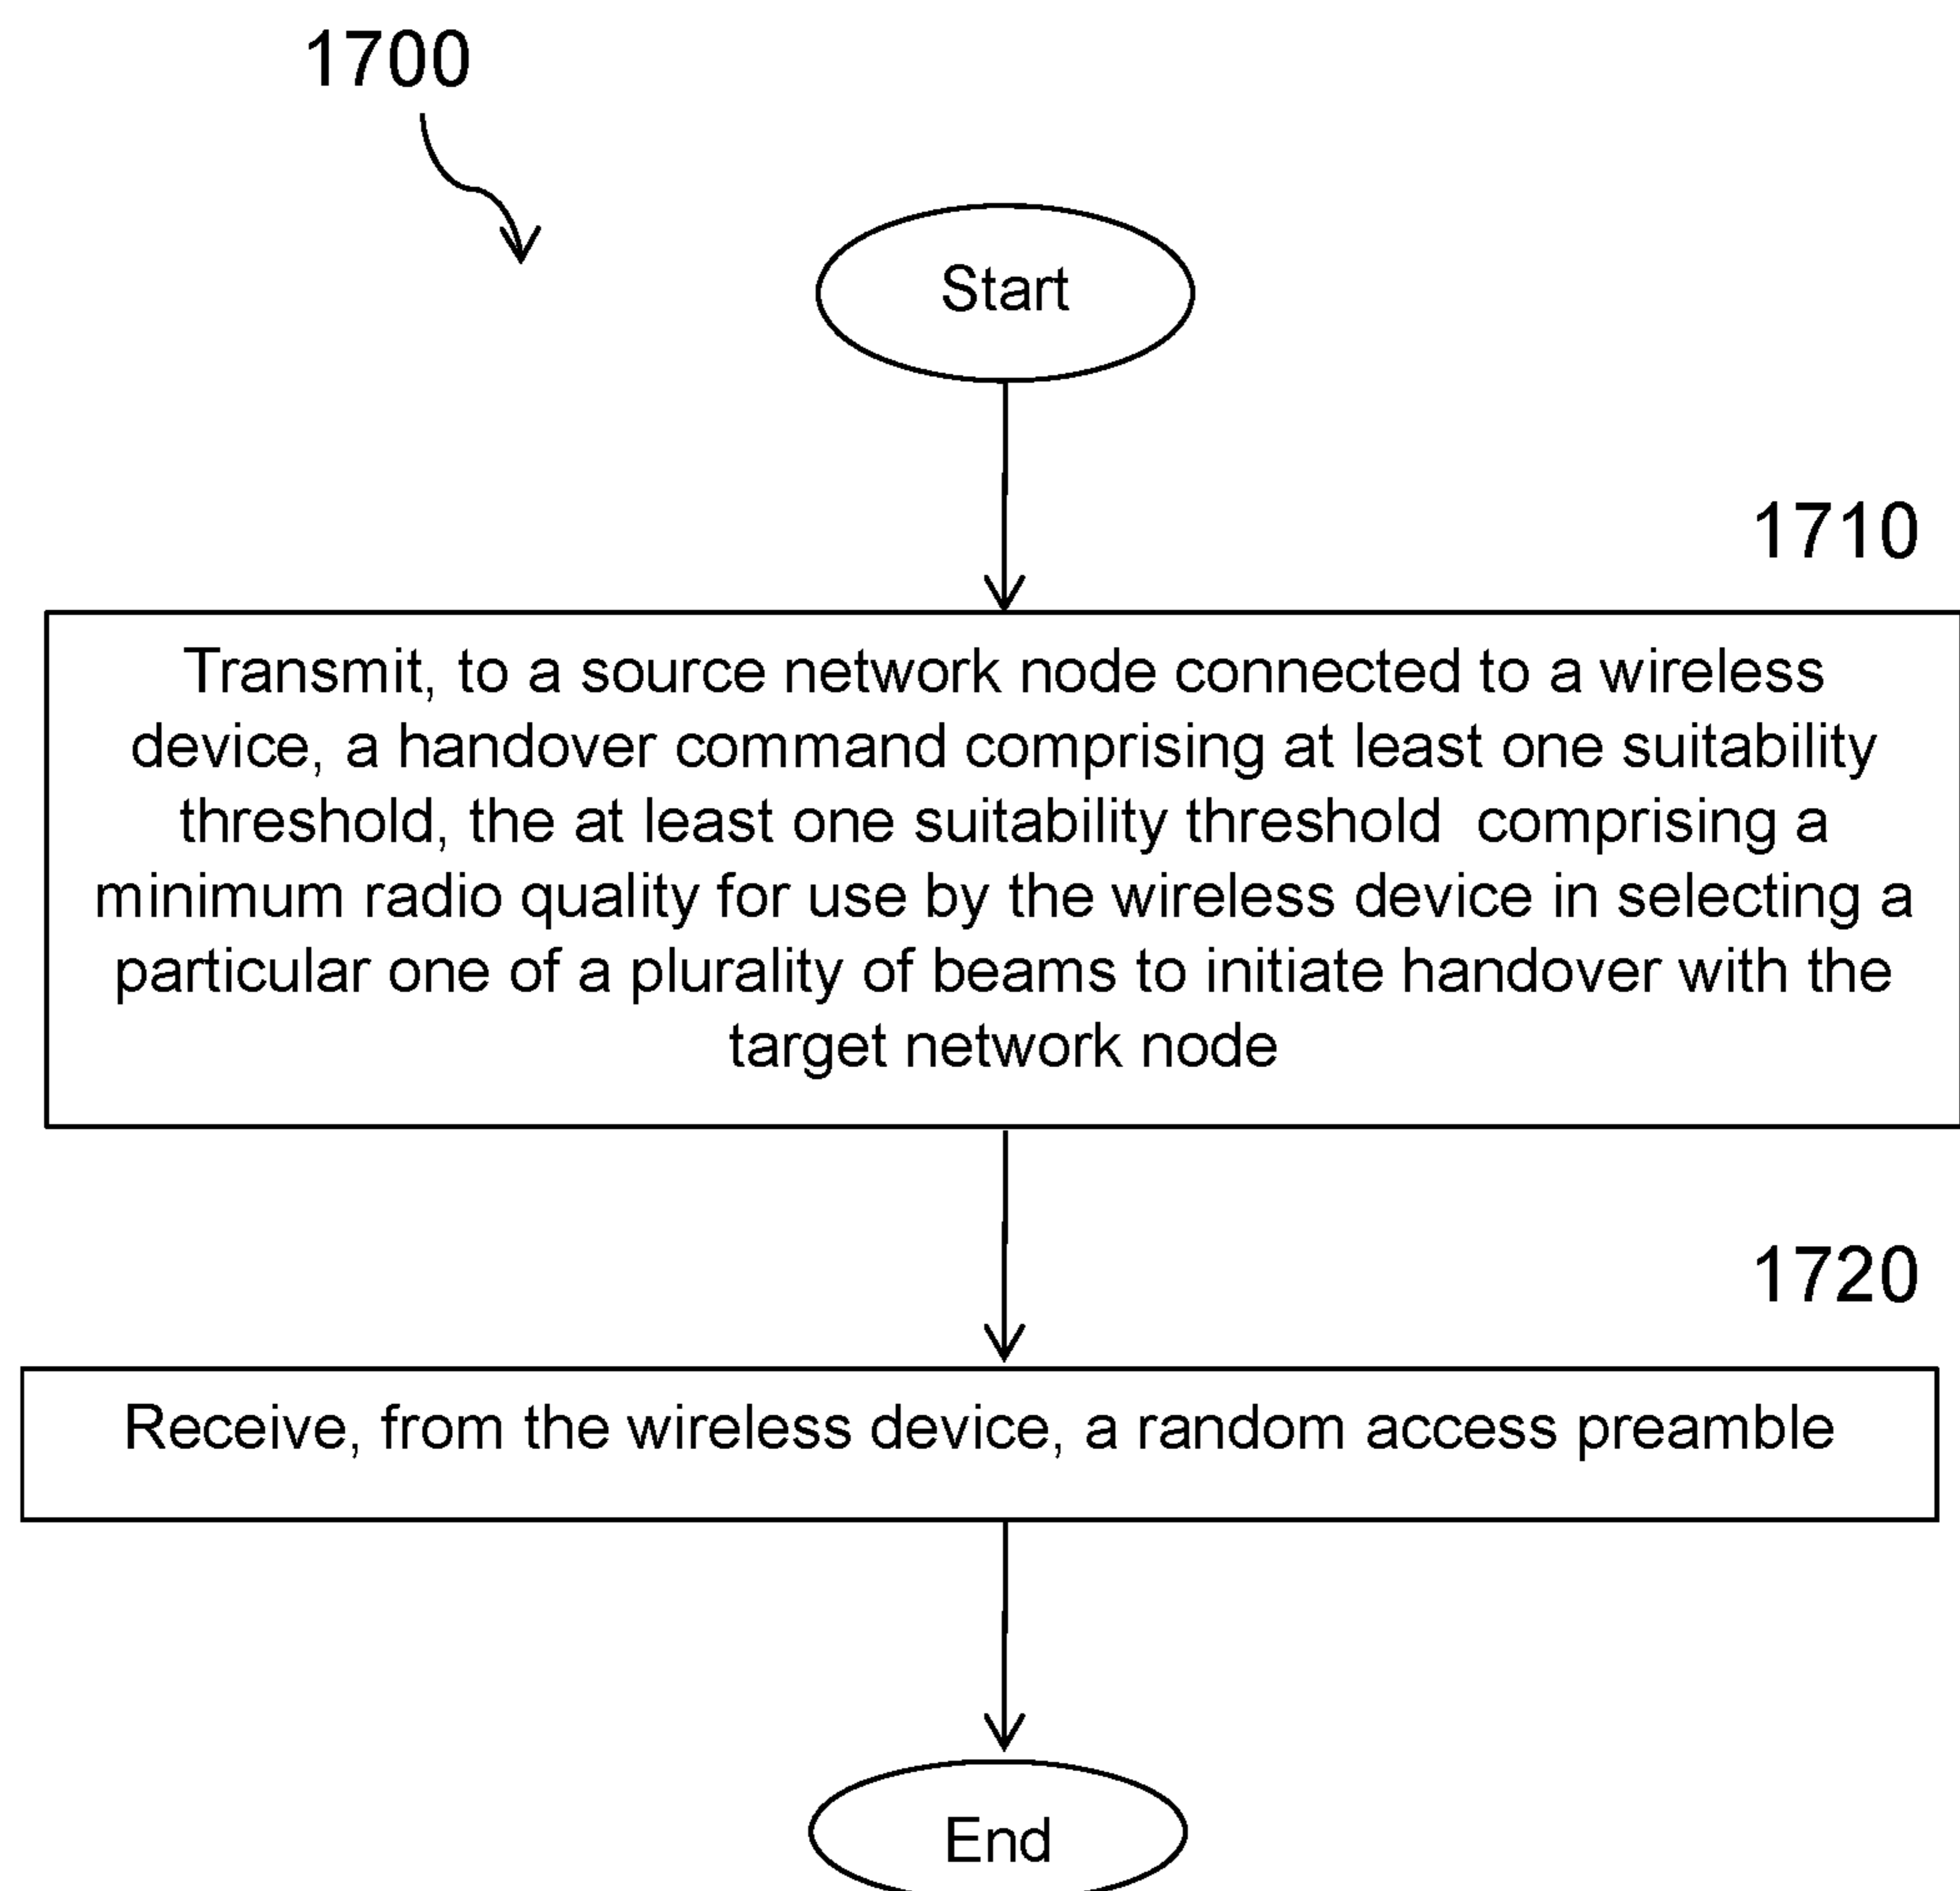 1700
Start
1710
Transmit, to a source network node connected to a wireless
device, a handover command comprising at least one suitability
threshold, the at least one suitability threshold comprising a
minimum radio quality for use by the wireless device in selecting a
particular one of a plurality of beams to initiate handover with the
target network node
1720
Receive, from the wireless device, a random access preamble
End